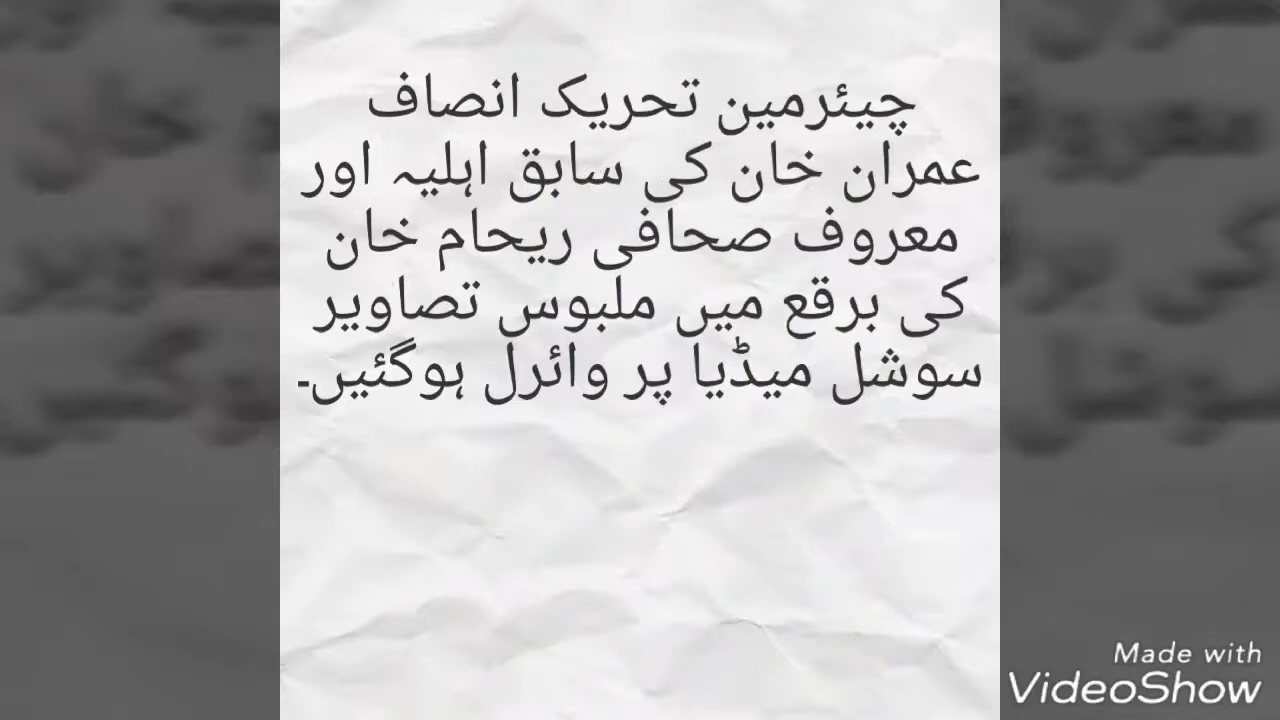 چیئرمین تحریک انصاف
عمران خان کی سابق اہلیہ اور
معروف صحافی ریحام خان
کی برقع میں ملبوس تصاویر
سوشل میڈیا پر وائرل ہوگئیں۔
Made with
VideoShow